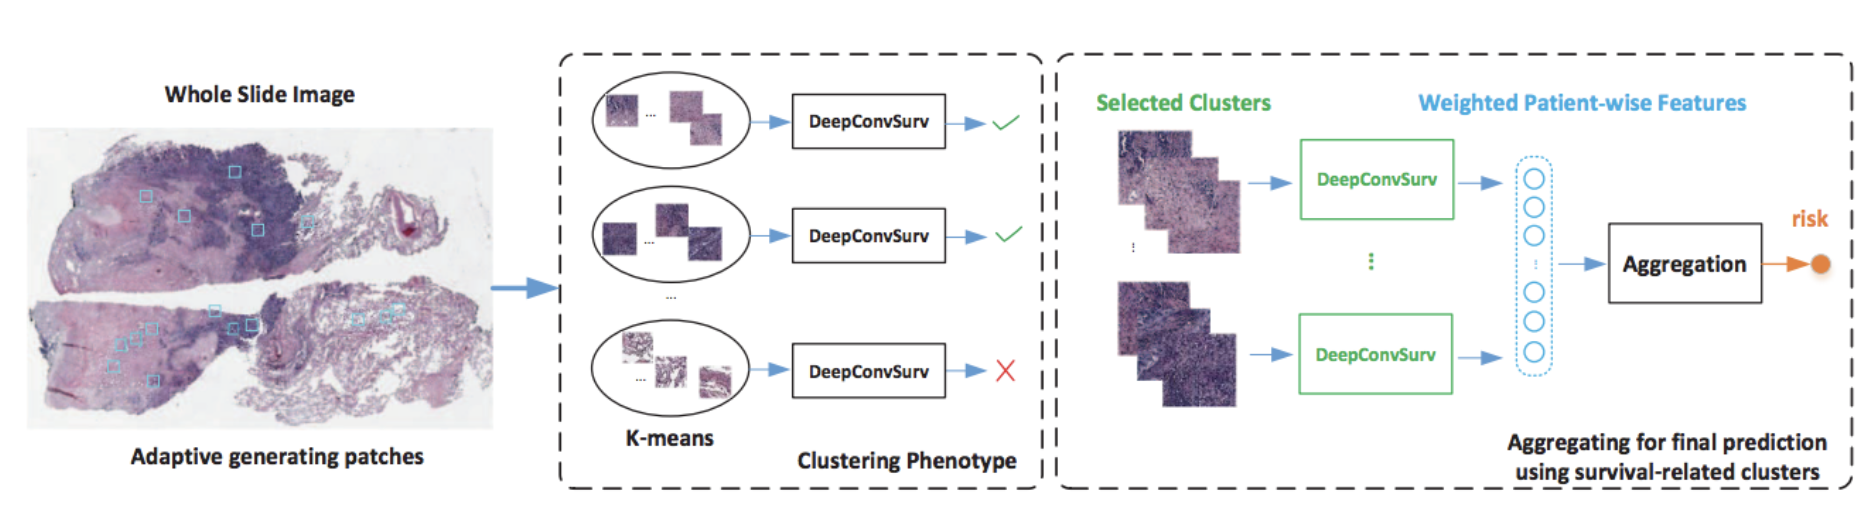 Whole Slide Image
Adaptive generating patches
...
DeepConvSurv
...
DeepConvSurv
...
...
DeepConvSurv
K-means
Clustering Phenotype
Selected Clusters
Weighted Patient-wise Features
DeepConvSurv
DeepConvSurv
Aggregation
risk
Aggregating for final prediction
using survival-related clusters